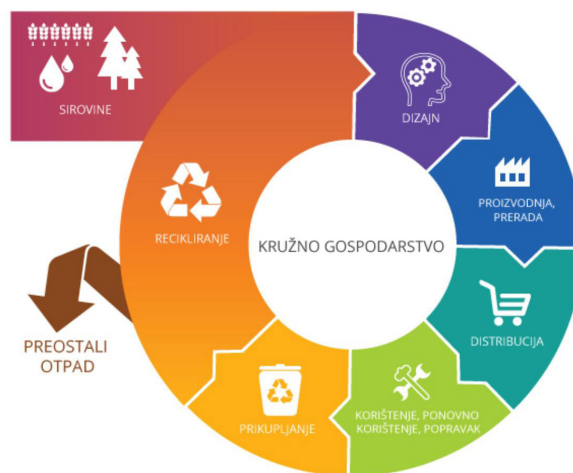 SIROVINE
DIZAJN
PROIZVODNJA,
PRERADA
DISTRIBUCIJA
KORIŠTENJE, PONOVNO
KORIŠTENJE, POPRAVAK
PRIKUPLJANJE
RECIKLIRANJE
PREOSTALI
OTPAD
KRUŽNO GOSPODARSTVO